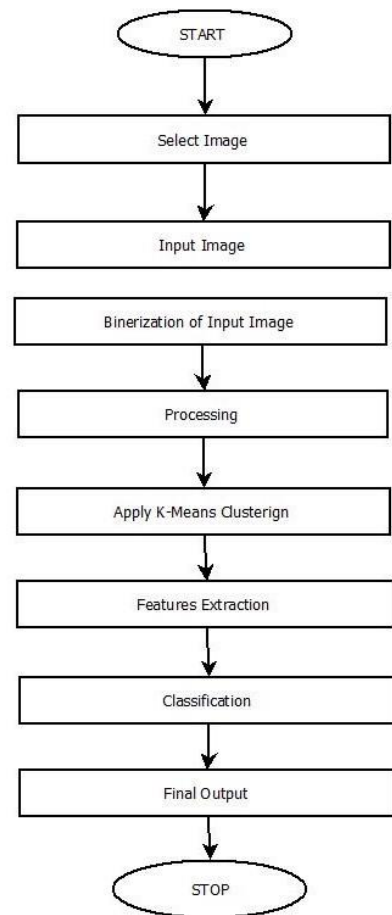 START
Select Image
Input Image
Binerization of Input Image
Processing
Apply K-Means Clusterign
Features Extraction
Classification
Final Output
STOP